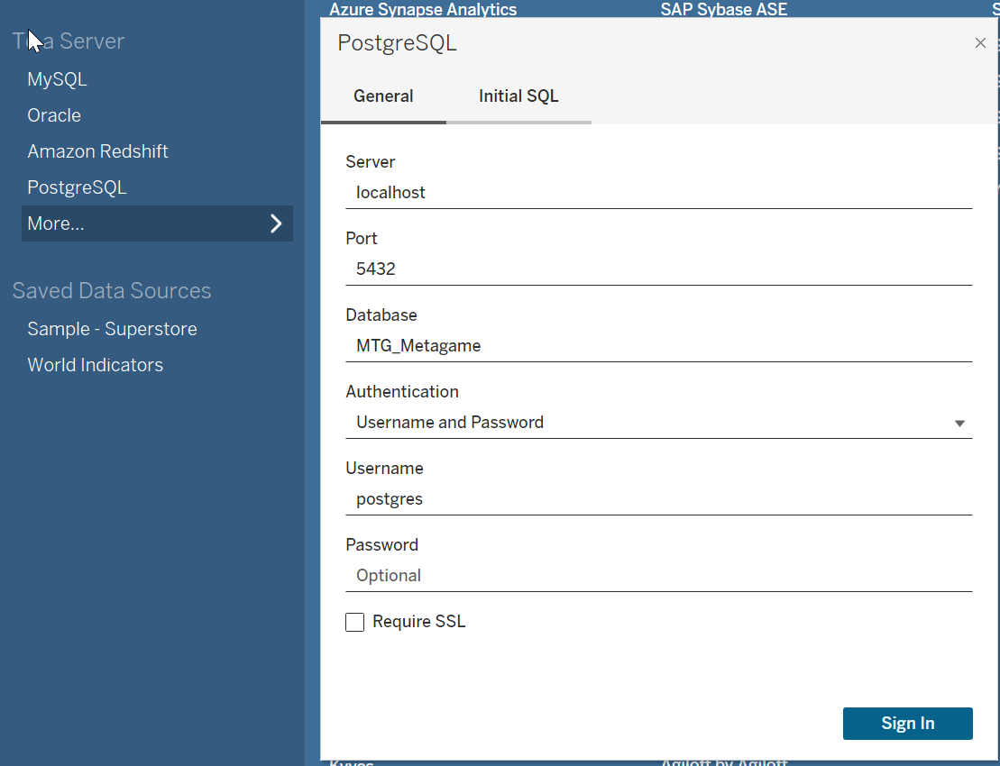 Server
MySQL
Oracle
Amazon Redshift
PostgreSQL
More...
Saved Data Sources
Sample - Superstore
World Indicators
Azure Synapse Analytics
SAP Sybase ASE
PostgreSQL
General
Initial SQL
Server
localhost
Port
5432
Database
MTG_Metagame
Authentication
Username and Password
Username
postgres
Password
Optional
Require SSL
Sign In
Kyvos
Agiloft by Agiloft